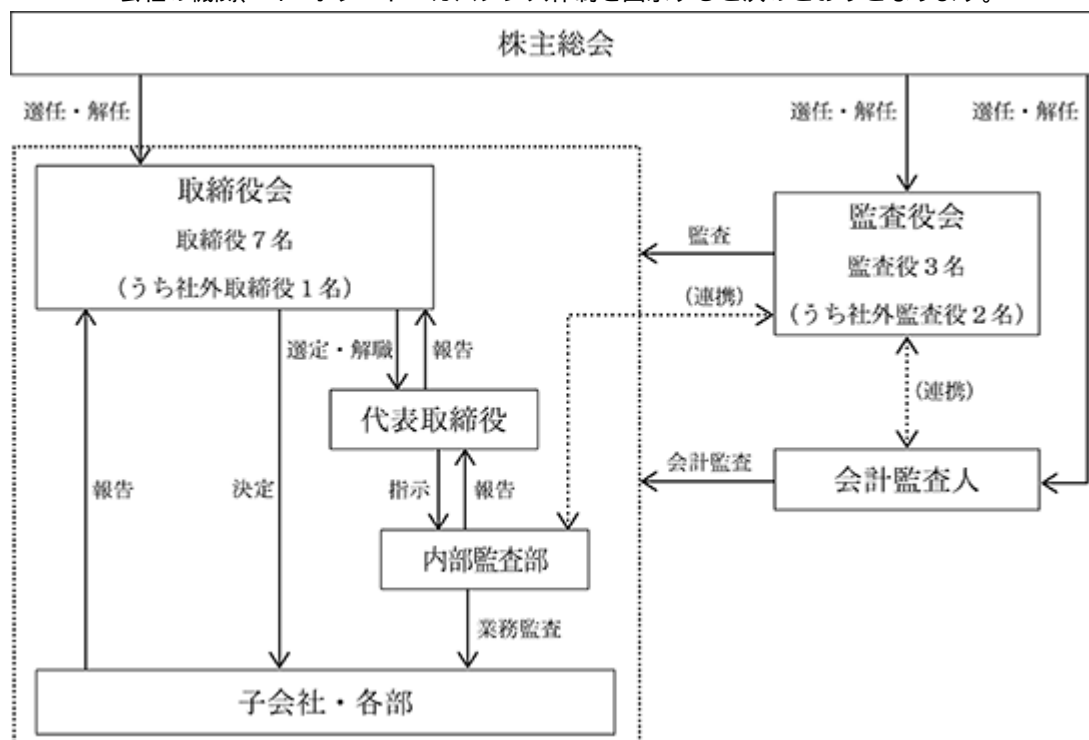 株主総会
選任・解任
選任・解任
選任・解任
取締役会
取締役7名
(うち社外取締役1名)
監査役会
監査役3名
(うち社外監査役2名)
監査
(連携)
選定・解職
報告
(連携)
代表取締役
会計監査
会計監査人
報告
決定
指示
報告
内部監査部
業務監査
子会社・各部